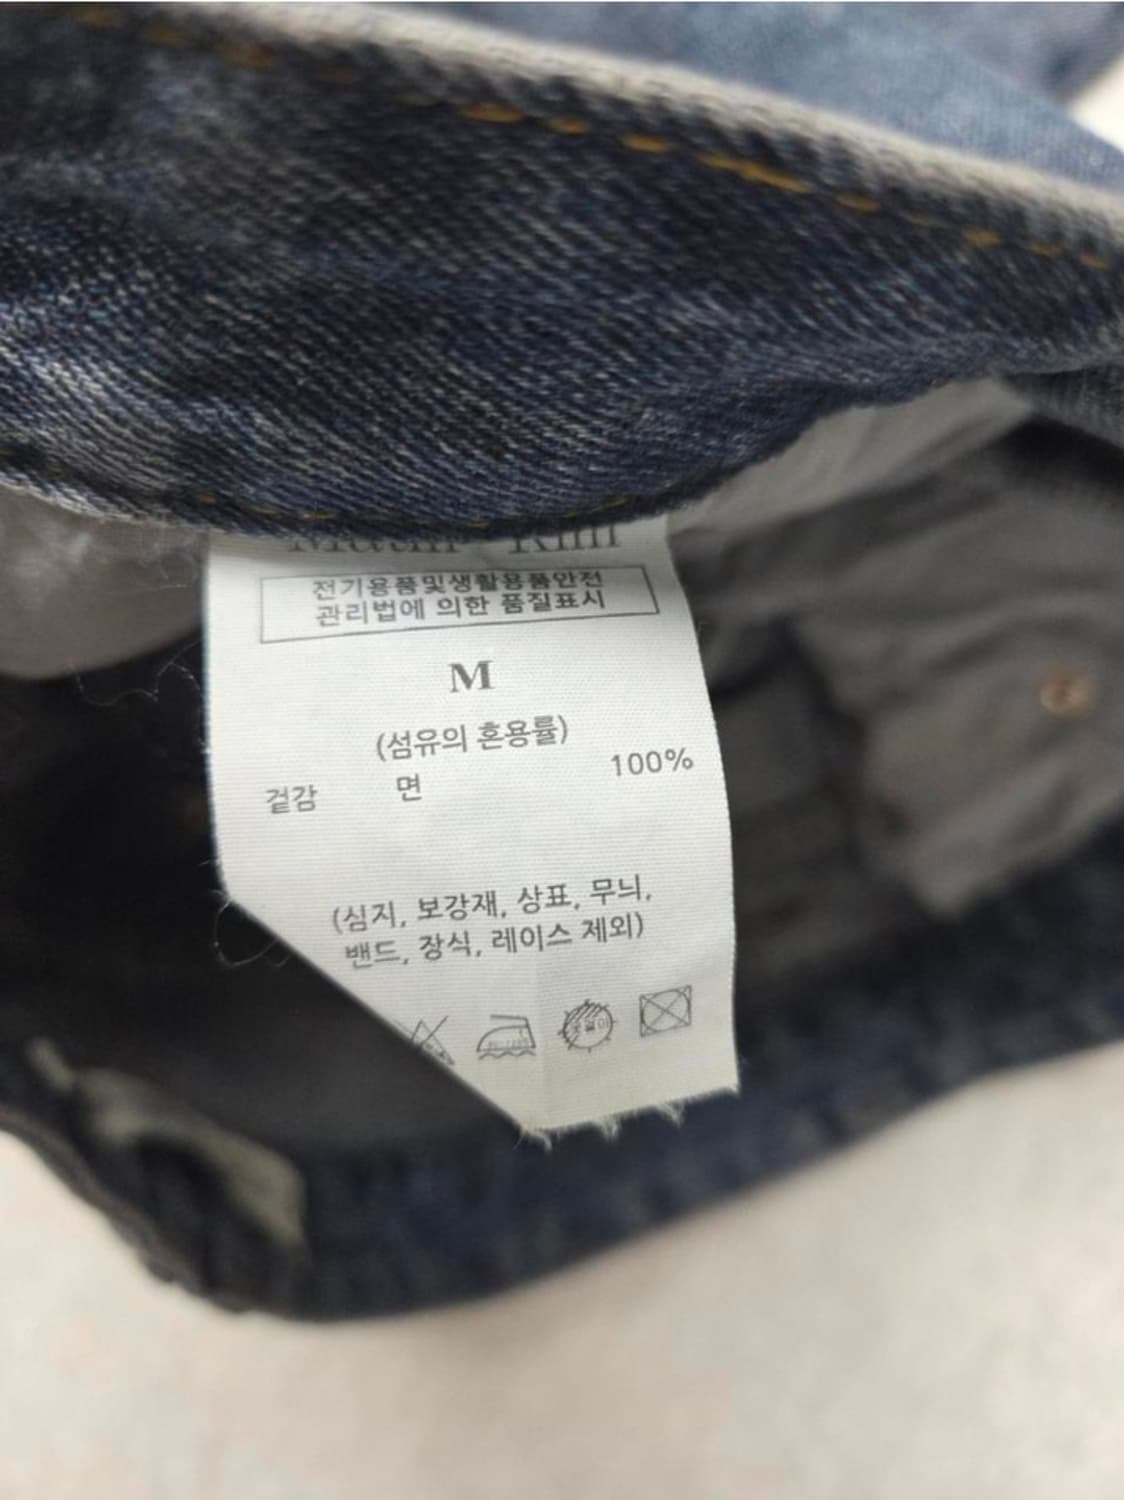 전기용품및생활용품안전
관리법에 의한 품질표시
M
(섬유의 혼용률)
겉감 면 100%
(심지, 보강재, 상표, 무늬,
밴드, 장식, 레이스 제외)